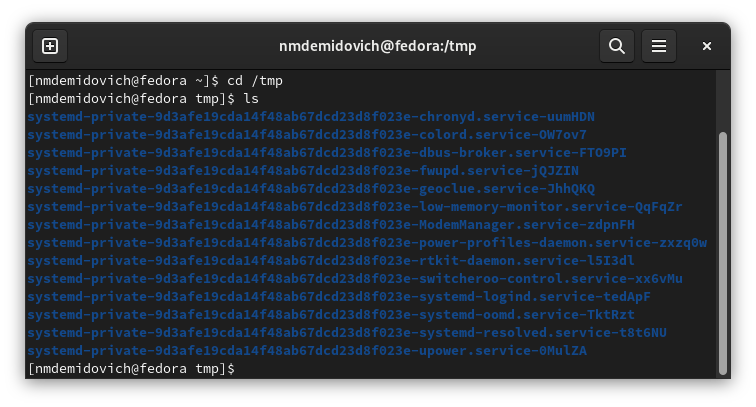 nmdemidovich@fedora:/tmp
[nmdemidovich@fedora ~]$ cd /tmp
[nmdemidovich@fedora tmp]$ ls
systemd-private-9d3afe19cda14f48ab67dcd23d8f023e-chronyd.service-uumHDN
systemd-private-9d3afe19cda14f48ab67dcd23d8f023e-colord.service-OW7ov7
systemd-private-9d3afe19cda14f48ab67dcd23d8f023e-dbus-broker.service-FTO9PI
systemd-private-9d3afe19cda14f48ab67dcd23d8f023e-fwupd.service-jQJZIN
systemd-private-9d3afe19cda14f48ab67dcd23d8f023e-geoclue.service-JhhQKQ
systemd-private-9d3afe19cda14f48ab67dcd23d8f023e-low-memory-monitor.service-QqFqZr
systemd-private-9d3afe19cda14f48ab67dcd23d8f023e-ModemManager.service-zdpnFH
systemd-private-9d3afe19cda14f48ab67dcd23d8f023e-power-profiles-daemon.service-zxzq0w
systemd-private-9d3afe19cda14f48ab67dcd23d8f023e-rtkit-daemon.service-l5I3dl
systemd-private-9d3afe19cda14f48ab67dcd23d8f023e-switcheroo-control.service-xx6vMu
systemd-private-9d3afe19cda14f48ab67dcd23d8f023e-systemd-logind.service-tedApF
systemd-private-9d3afe19cda14f48ab67dcd23d8f023e-systemd-oomd.service-TktRzt
systemd-private-9d3afe19cda14f48ab67dcd23d8f023e-systemd-resolved.service-t8t6NU
systemd-private-9d3afe19cda14f48ab67dcd23d8f023e-upower.service-0MulZA
[nmdemidovich@fedora tmp]$